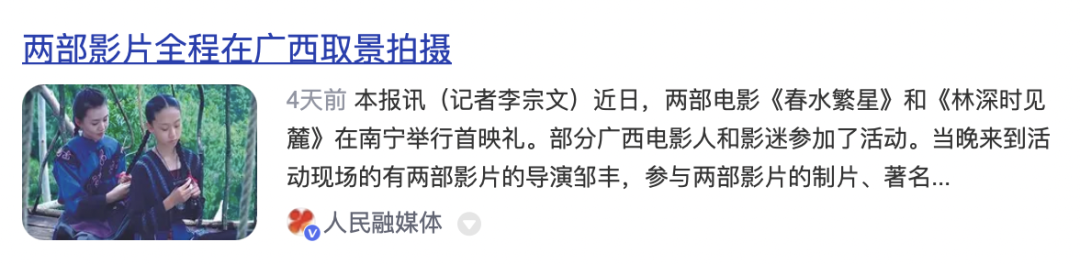 两部影片全程在广西取景拍摄
4天前 本报讯（记者李宗文）近日，两部电影《春水繁星》和《林深时见
麓》在南宁举行首映礼。部分广西电影人和影迷参加了活动。当晚来到活
动现场的有两部影片的导演邹丰，参与两部影片的制片、著名...
人民融媒体